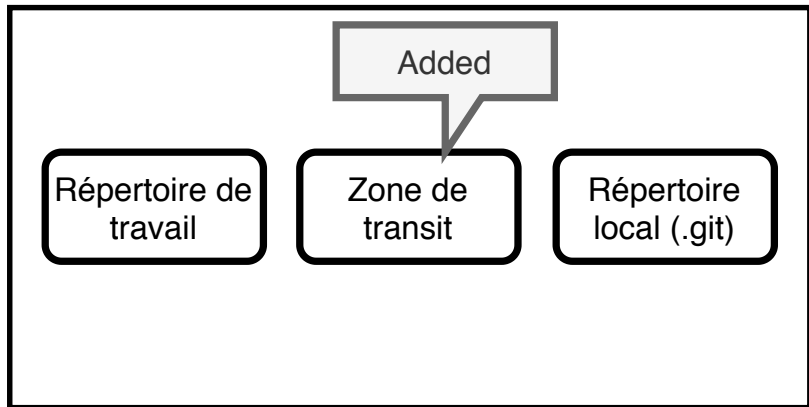 Added
Répertoire de
travail
Zone de
transit
Répertoire
local (.git)